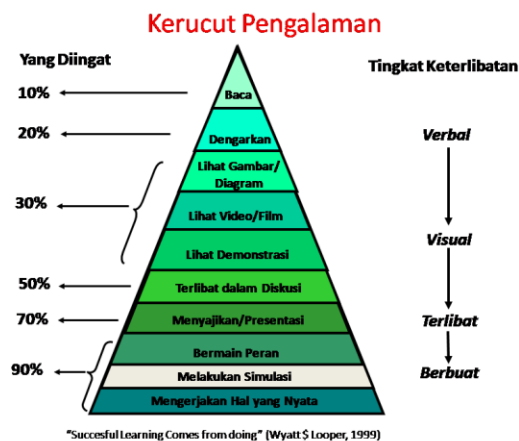 Kerucut Pengalaman
Yang Diingat
Tingkat Keterlibatan
10%
Baca
20%
Dengarkan
Verbal
30%
Lihat Gambar/
Diagram
Lihat Video/Film
Lihat Demonstrasi
Visual
50%
Terlibat dalam Diskusi
70%
Menyajikan/Presentasi
Terlibat
90%
Bermain Peran
Melakukan Simulasi
Mengerjakan Hal yang Nyata
Berbuat
"Succesful Learning Comes from doing" (Wyatt $ Looper, 1999)